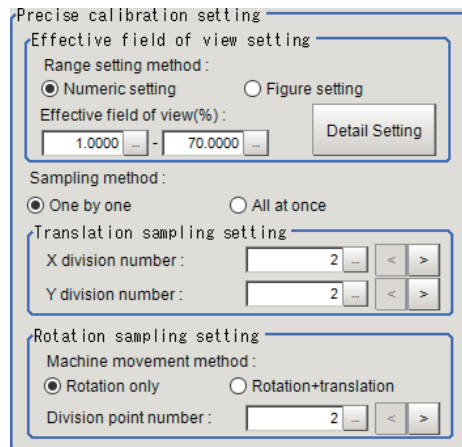 Precise calibration setting
Effective field of view setting
Range setting method :
Numeric setting Figure setting
Effective field of view(%) :
1.0000 ... - 70.0000 ... Detail Setting
Sampling method :
One by one All at once
Translation sampling setting
X division number : 2 ... < >
Y division number : 2 ... < >
Rotation sampling setting
Machine movement method :
Rotation only Rotation+translation
Division point number : 2 ... < >